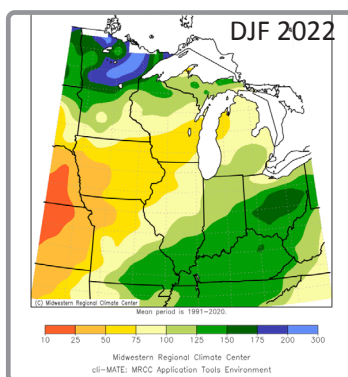 DJF 2022
(C) Midwestern Regional Climate Center
Mean period is 1991-2020.
10 25 50 75 100 125 150 175 200 300
Midwestern Regional Climate Center
cli-MATE: MRCC Application Tools Environment